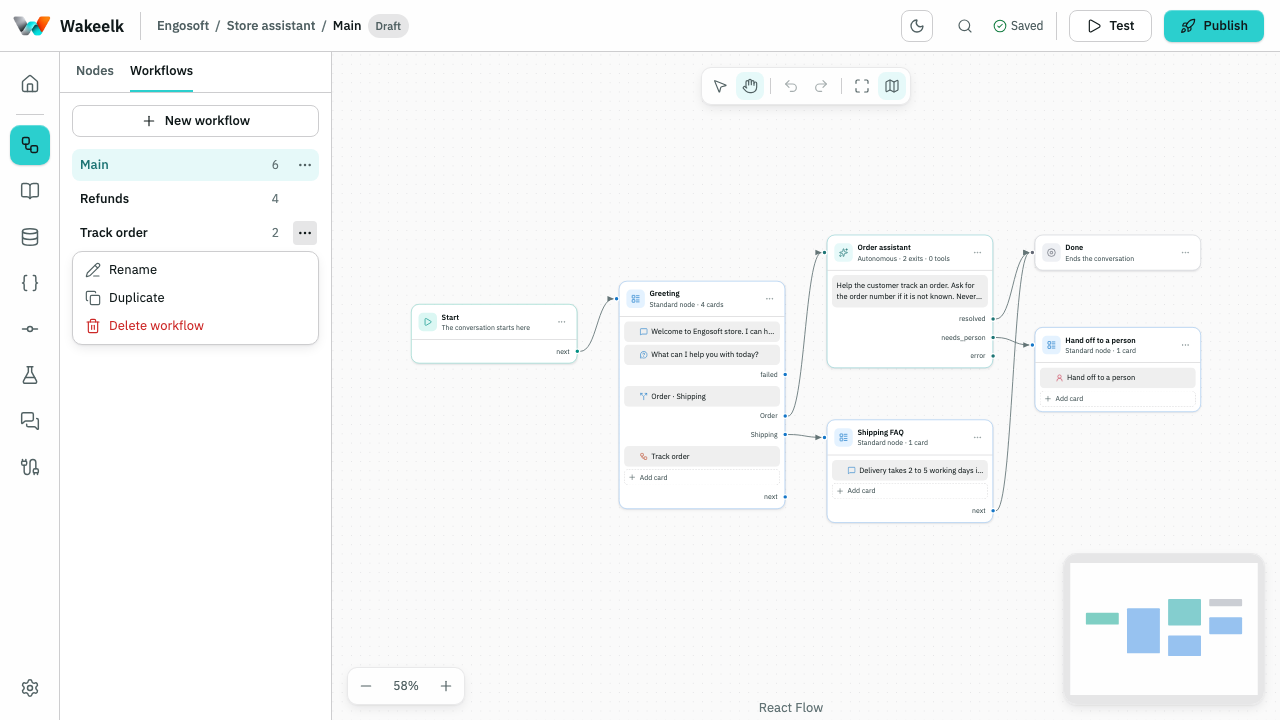 Wakeelk
Engosoft / Store assistant / Main Draft
Saved
Test
Publish
Nodes
Workflows
New workflow
Main 6
Refunds 4
Track order 2
Rename
Duplicate
Delete workflow
Start
The conversation starts here
next
Greeting
Standard node · 4 cards
Welcome to Engosoft store. I can h...
What can I help you with today?
failed
Order · Shipping
Order
Shipping
Track order
Add card
next
Order assistant
Autonomous · 2 exits · 0 tools
Help the customer track an order. Ask for
the order number if it is not known. Never...
resolved
needs_person
error
Shipping FAQ
Standard node · 1 card
Delivery takes 2 to 5 working days i...
Add card
next
Done
Ends the conversation
Hand off to a person
Standard node · 1 card
Hand off to a person
Add card
58%
React Flow